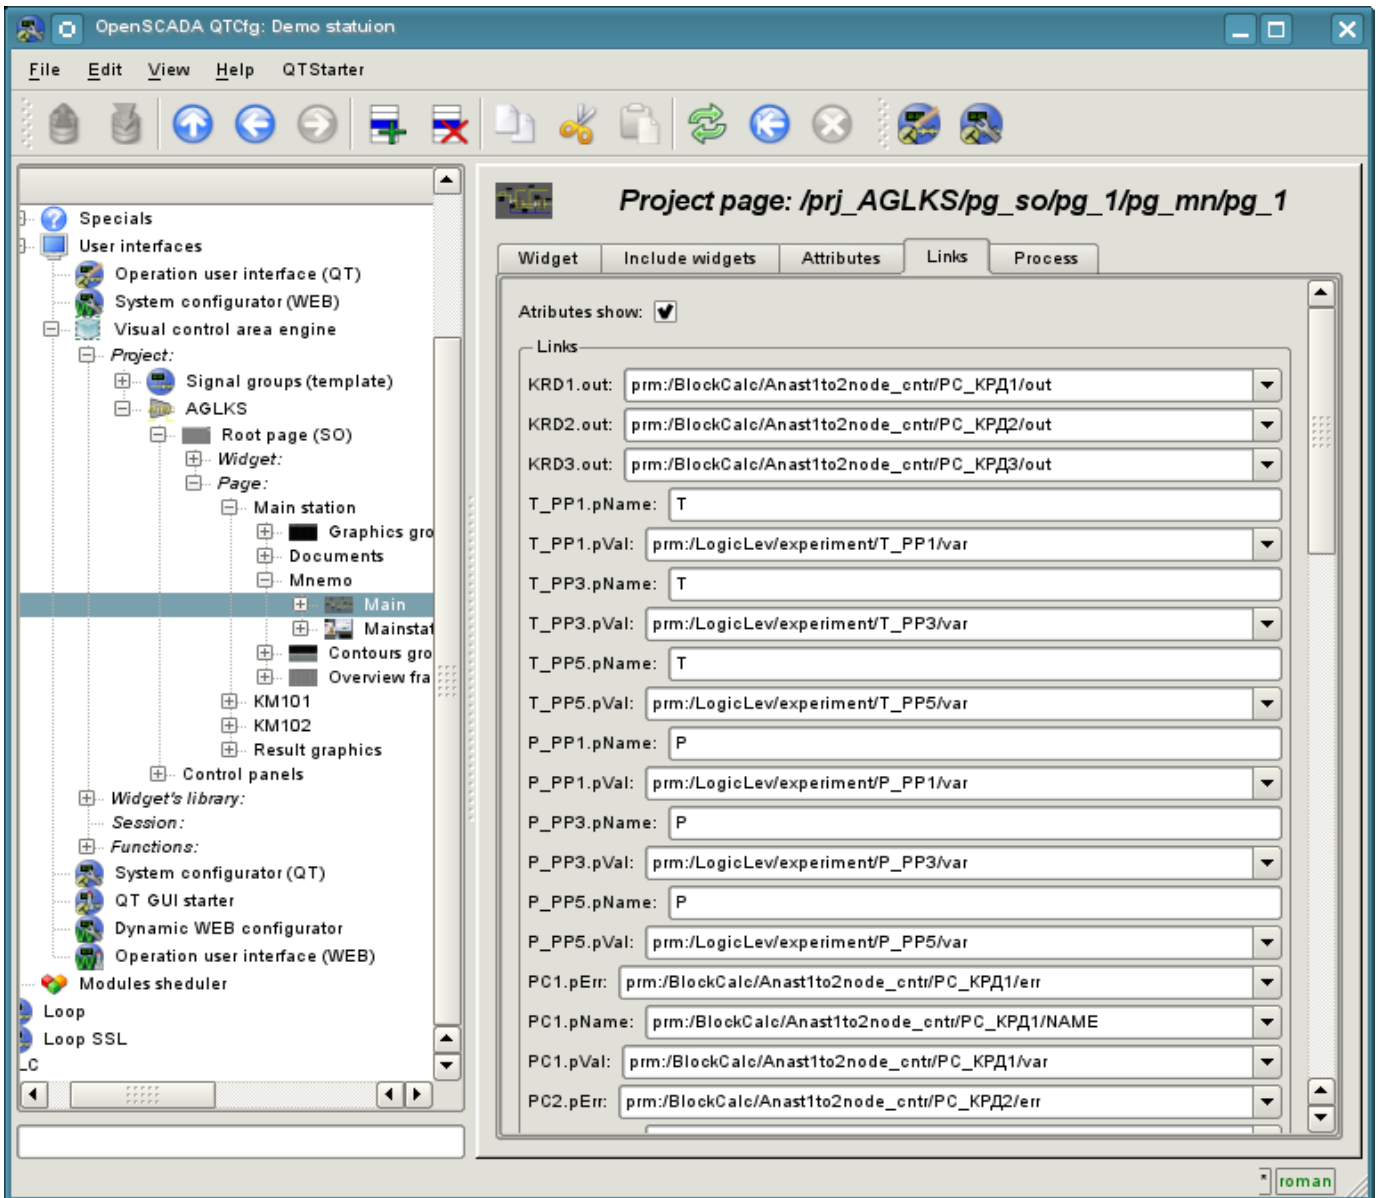 OpenSCADA QTCfg: Demo statuion
File Edit View Help QTStarter
Specials
User interfaces
Operation user interface (QT)
System configurator (WEB)
Visual control area engine
Project:
Signal groups (template)
AGLKS
Root page (SO)
Widget:
Page:
Main station
Graphics gro
Documents
Mnemo
Main
Mainstat
Contours gro
Overview fra
KM101
KM102
Result graphics
Control panels
Widget's library:
Session:
Functions:
System configurator (QT)
QT GUI starter
Dynamic WEB configurator
Operation user interface (WEB)
Modules sheduler
Loop
Loop SSL
LC
Project page: /prj_AGLKS/pg_so/pg_1/pg_mn/pg_1
Widget Include widgets Attributes Links Process
Atributes show:
Links
KRD1.out: prm:/BlockCalc/Anast1to2node_cntr/PC_КРД1/out
KRD2.out: prm:/BlockCalc/Anast1to2node_cntr/PC_КРД2/out
KRD3.out: prm:/BlockCalc/Anast1to2node_cntr/PC_КРД3/out
T_PP1.pName: T
T_PP1.pVal: prm:/LogicLev/experiment/T_PP1/var
T_PP3.pName: T
T_PP3.pVal: prm:/LogicLev/experiment/T_PP3/var
T_PP5.pName: T
T_PP5.pVal: prm:/LogicLev/experiment/T_PP5/var
P_PP1.pName: P
P_PP1.pVal: prm:/LogicLev/experiment/P_PP1/var
P_PP3.pName: P
P_PP3.pVal: prm:/LogicLev/experiment/P_PP3/var
P_PP5.pName: P
P_PP5.pVal: prm:/LogicLev/experiment/P_PP5/var
PC1.pErr: prm:/BlockCalc/Anast1to2node_cntr/PC_КРД1/err
PC1.pName: prm:/BlockCalc/Anast1to2node_cntr/PC_КРД1/NAME
PC1.pVal: prm:/BlockCalc/Anast1to2node_cntr/PC_КРД1/var
PC2.pErr: prm:/BlockCalc/Anast1to2node_cntr/PC_КРД2/err
* roman